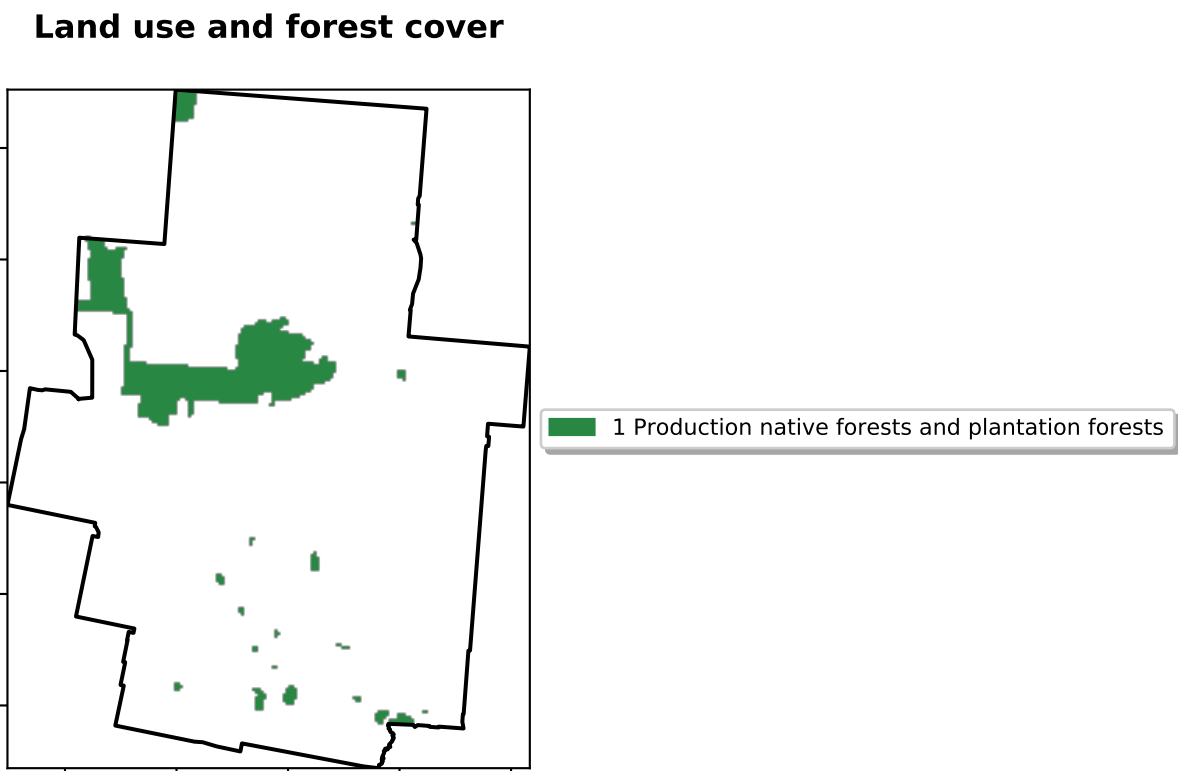 Land use and forest cover
1 Production native forests and plantation forests